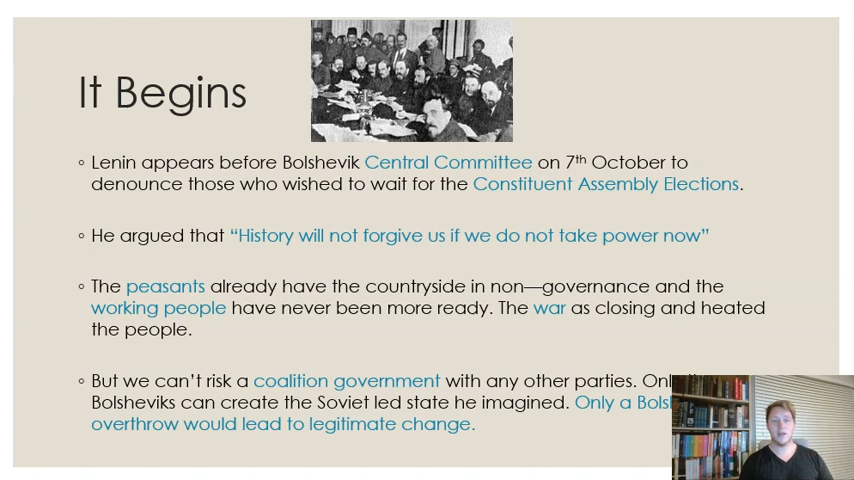 It Begins
◦ Lenin appears before Bolshevik Central Committee on 7th October to
denounce those who wished to wait for the Constituent Assembly Elections.
◦ He argued that “History will not forgive us if we do not take power now”
◦ The peasants already have the countryside in non—governance and the
working people have never been more ready. The war as closing and heated
the people.
◦ But we can’t risk a coalition government with any other parties.
Bolsheviks can create the Soviet led state he imagined. Only a
overthrow would lead to legitimate change.